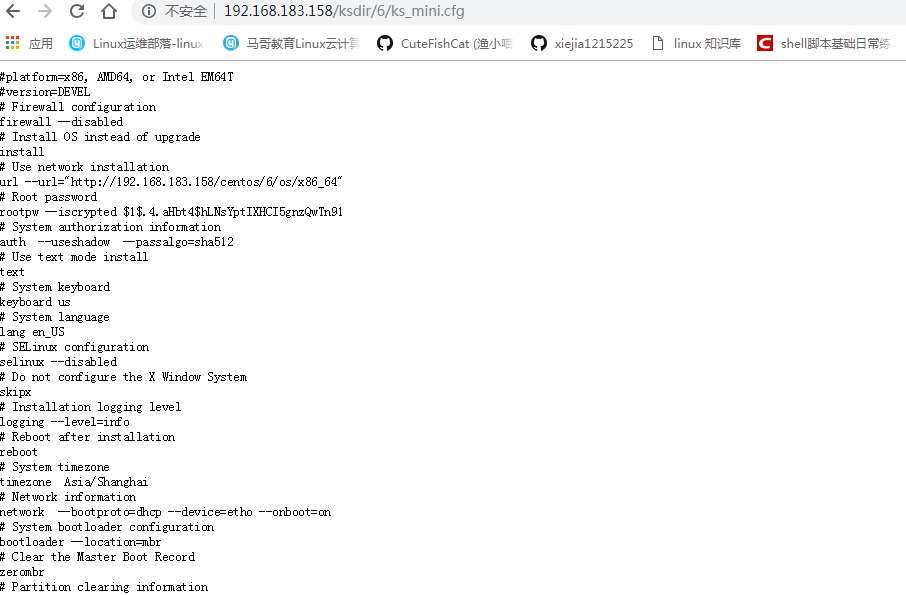 不安全 192.168.183.158/ksdir/6/ks_mini.cfg
应用 Linux运维部落-linux 马哥教育Linux云计算 CuteFishCat (渔小喵 xiejia1215225 linux 知识库 shell脚本基础日常练
#platform=x86, AMD64, or Intel EM64T
#version=DEVEL
# Firewall configuration
firewall --disabled
# Install OS instead of upgrade
install
# Use network installation
url --url="http://192.168.183.158/centos/6/os/x86_64"
# Root password
rootpw --iscrypted $1$.4.aHbt4$hLNsYptIXHCI5gnzQwTn91
# System authorization information
auth  --useshadow  --passalgo=sha512
# Use text mode install
text
# System keyboard
keyboard us
# System language
lang en_US
# SELinux configuration
selinux --disabled
# Do not configure the X Window System
skipx
# Installation logging level
logging --level=info
# Reboot after installation
reboot
# System timezone
timezone  Asia/Shanghai
# Network information
network  --bootproto=dhcp --device=etho --onboot=on
# System bootloader configuration
bootloader --location=mbr
# Clear the Master Boot Record
zerombr
# Partition clearing information